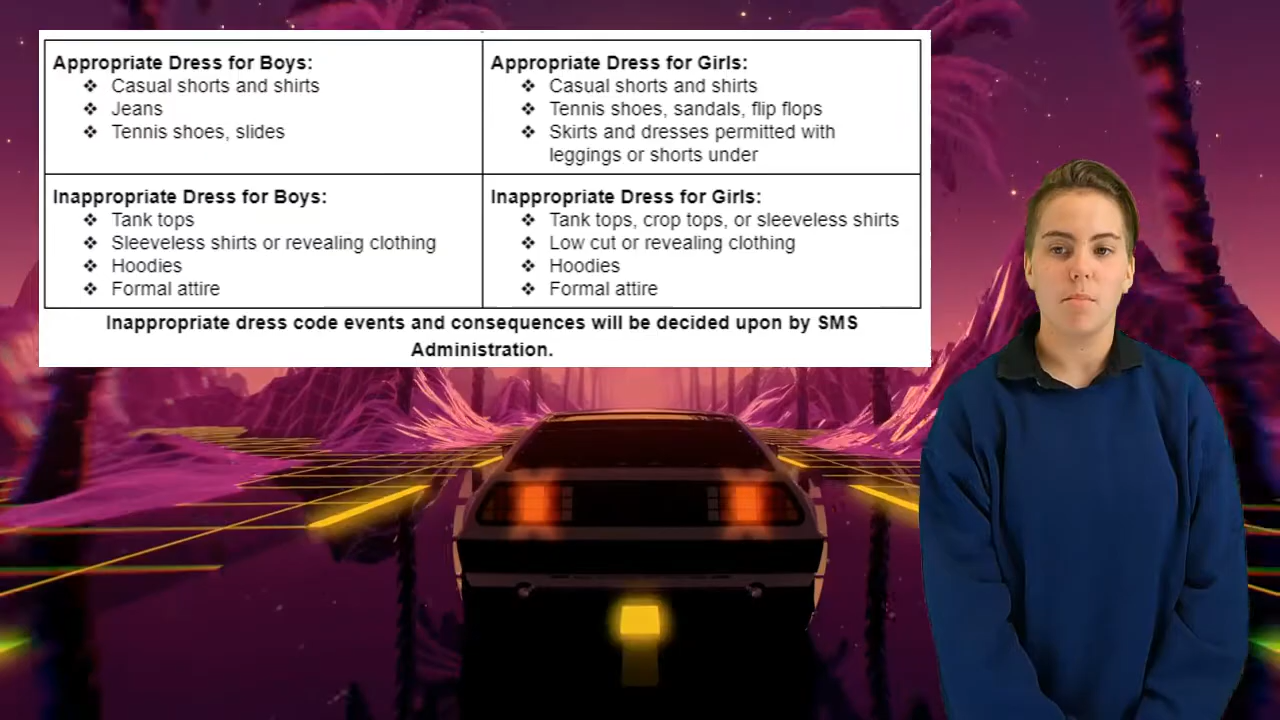 Appropriate Dress for Boys:
❖ Casual shorts and shirts
❖ Jeans
❖ Tennis shoes, slides
Appropriate Dress for Girls:
❖ Casual shorts and shirts
❖ Tennis shoes, sandals, flip flops
❖ Skirts and dresses permitted with
leggings or shorts under
Inappropriate Dress for Boys:
❖ Tank tops
❖ Sleeveless shirts or revealing clothing
❖ Hoodies
❖ Formal attire
Inappropriate Dress for Girls:
❖ Tank tops, crop tops, or sleeveless shirts
❖ Low cut or revealing clothing
❖ Hoodies
❖ Formal attire
Inappropriate dress code events and consequences will be decided upon by SMS
Administration.